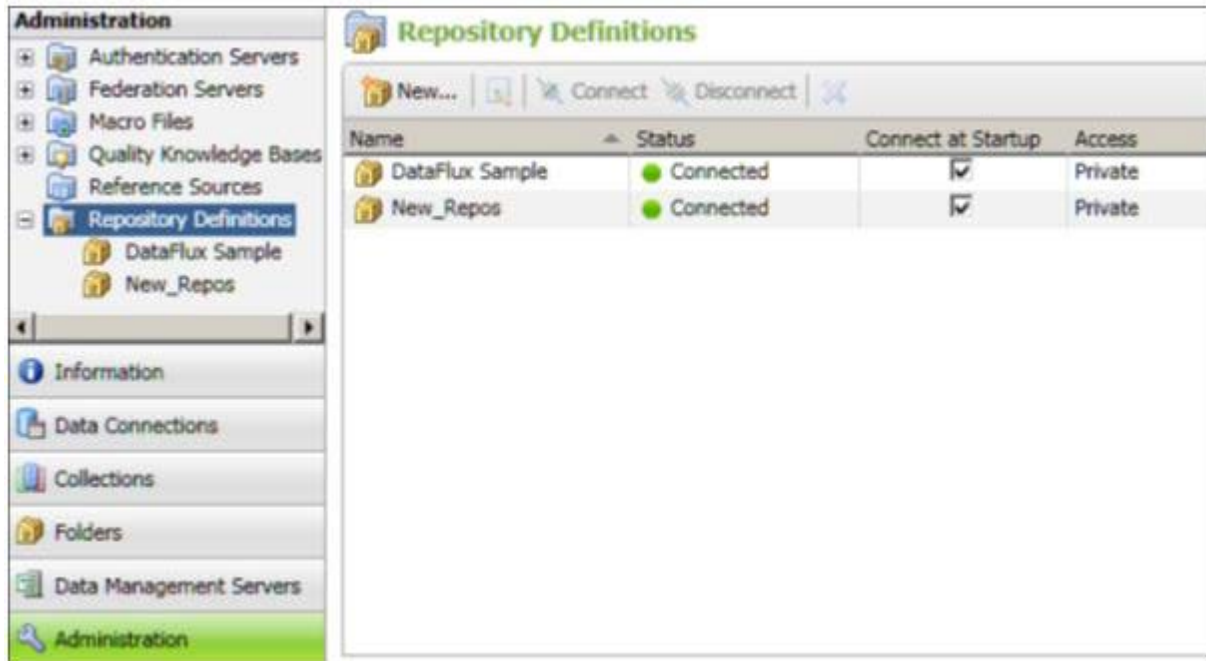 Administration
Authentication Servers
Federation Servers
Macro Files
Quality Knowledge Bases
Reference Sources
Repository Definitions
DataFlux Sample
New_Repos
Information
Data Connections
Collections
Folders
Data Management Servers
Administration
Repository Definitions
New... Connect Disconnect
Name Status Connect at Startup Access
DataFlux Sample Connected Private
New_Repos Connected Private